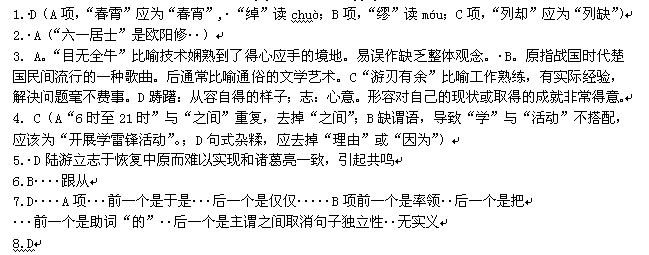 1.·D（A项，“春霄”应为“春宵”，·“绰”读chuò；B项，“缪”读móu；C项，“列却”应为“列缺”）
2.·A（“六一居士”是欧阳修··）
3. A。“目无全牛”比喻技术娴熟到了得心应手的境地。易误作缺乏整体观念。·B。原指战国时代楚
国民间流行的一种歌曲。后通常比喻通俗的文学艺术。C“游刃有余”比喻工作熟练，有实际经验，
解决问题毫不费事。D踌躇：从容自得的样子；志：心意。形容对自己的现状或取得的成就非常得意。
4. C（A“6时至21时”与“之间”重复，去掉“之间”；B缺谓语，导致“学”与“活动”不搭配，
应该为“开展学雷锋活动”。；D句式杂糅，应去掉“理由”或“因为”）
5.·D陆游立志于恢复中原而难以实现和诸葛亮一致，引起共鸣
6.B····跟从
7.D····A项···前一个是于是···后一个是仅仅·····B项前一个是率领··后一个是把
···前一个是助词“的”··后一个是主谓之间取消句子独立性··无实义
8.D